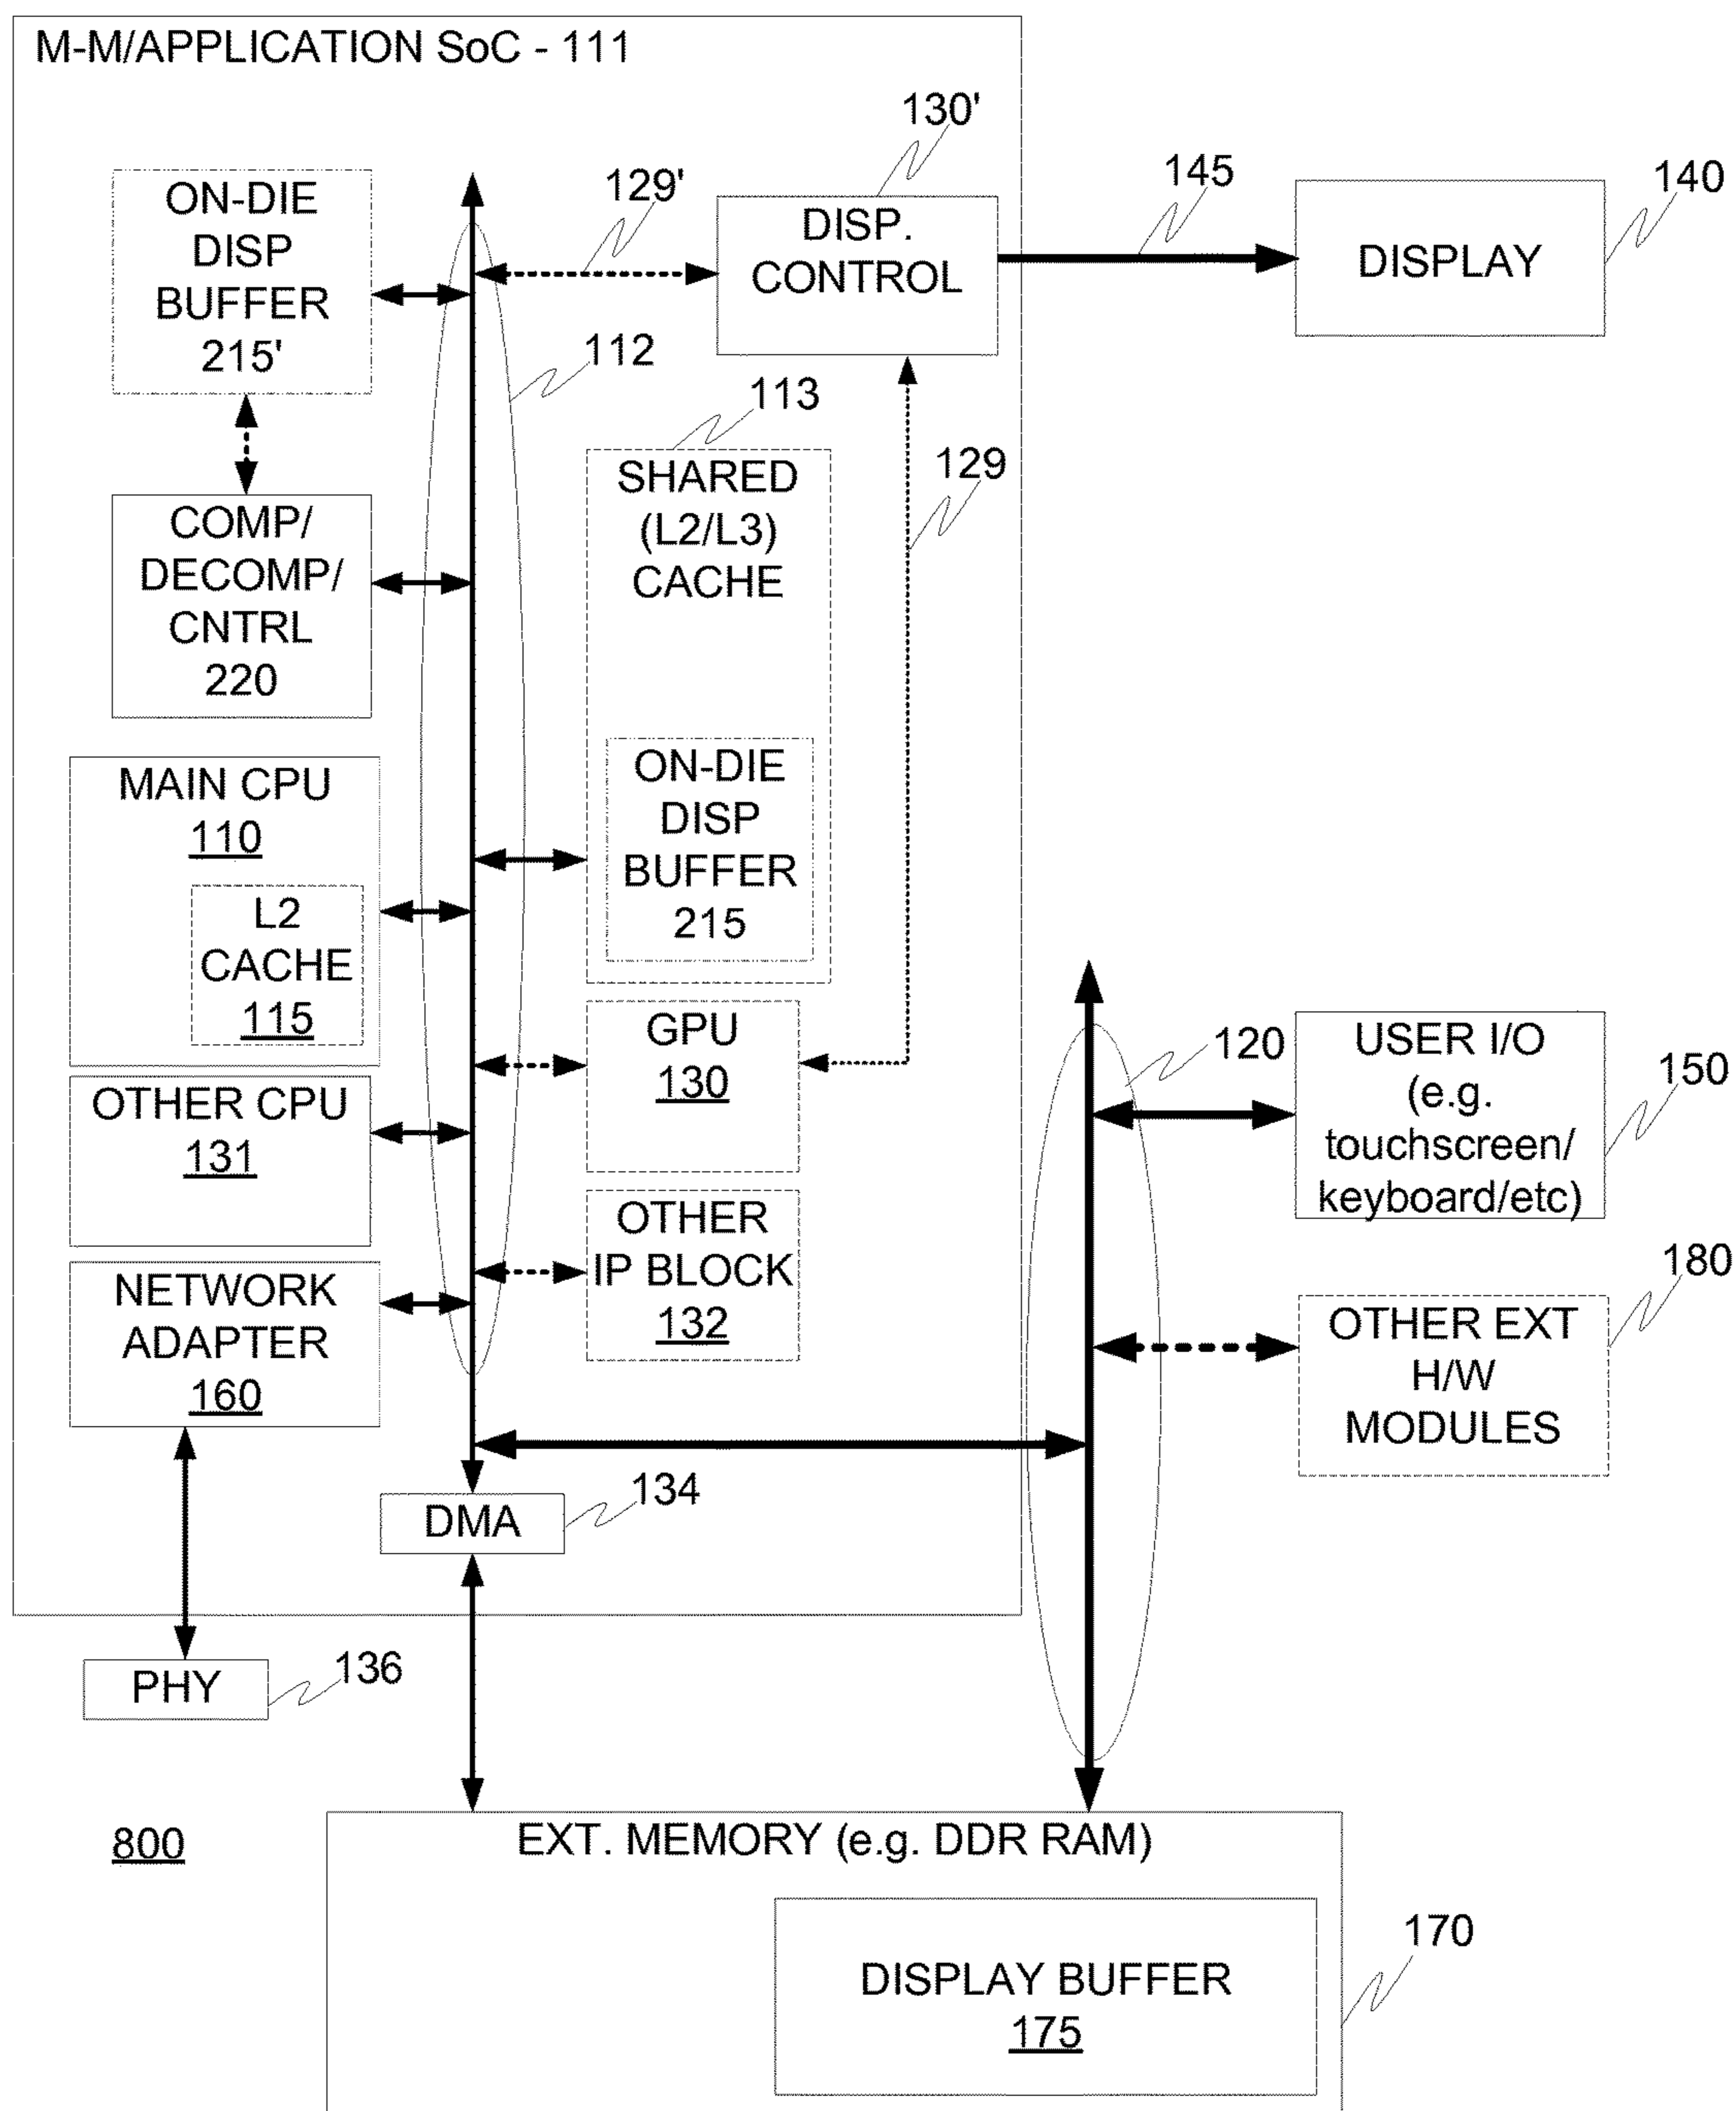 M-M/APPLICATION SoC - 111
130'
129'
145
140
ON-DIE
DISP
BUFFER
215'
DISP.
CONTROL
DISPLAY
112
113
129
COMP/
DECOMP/
CNTRL
220
SHARED
(L2/L3)
CACHE
ON-DIE
DISP
BUFFER
215
MAIN CPU
110
L2
CACHE
115
GPU
130
120
USER I/O
(e.g.
touchscreen/
keyboard/etc)
150
OTHER CPU
131
OTHER
IP BLOCK
132
180
OTHER EXT
H/W
MODULES
NETWORK
ADAPTER
160
DMA
134
PHY
136
800
EXT. MEMORY (e.g. DDR RAM)
170
DISPLAY BUFFER
175